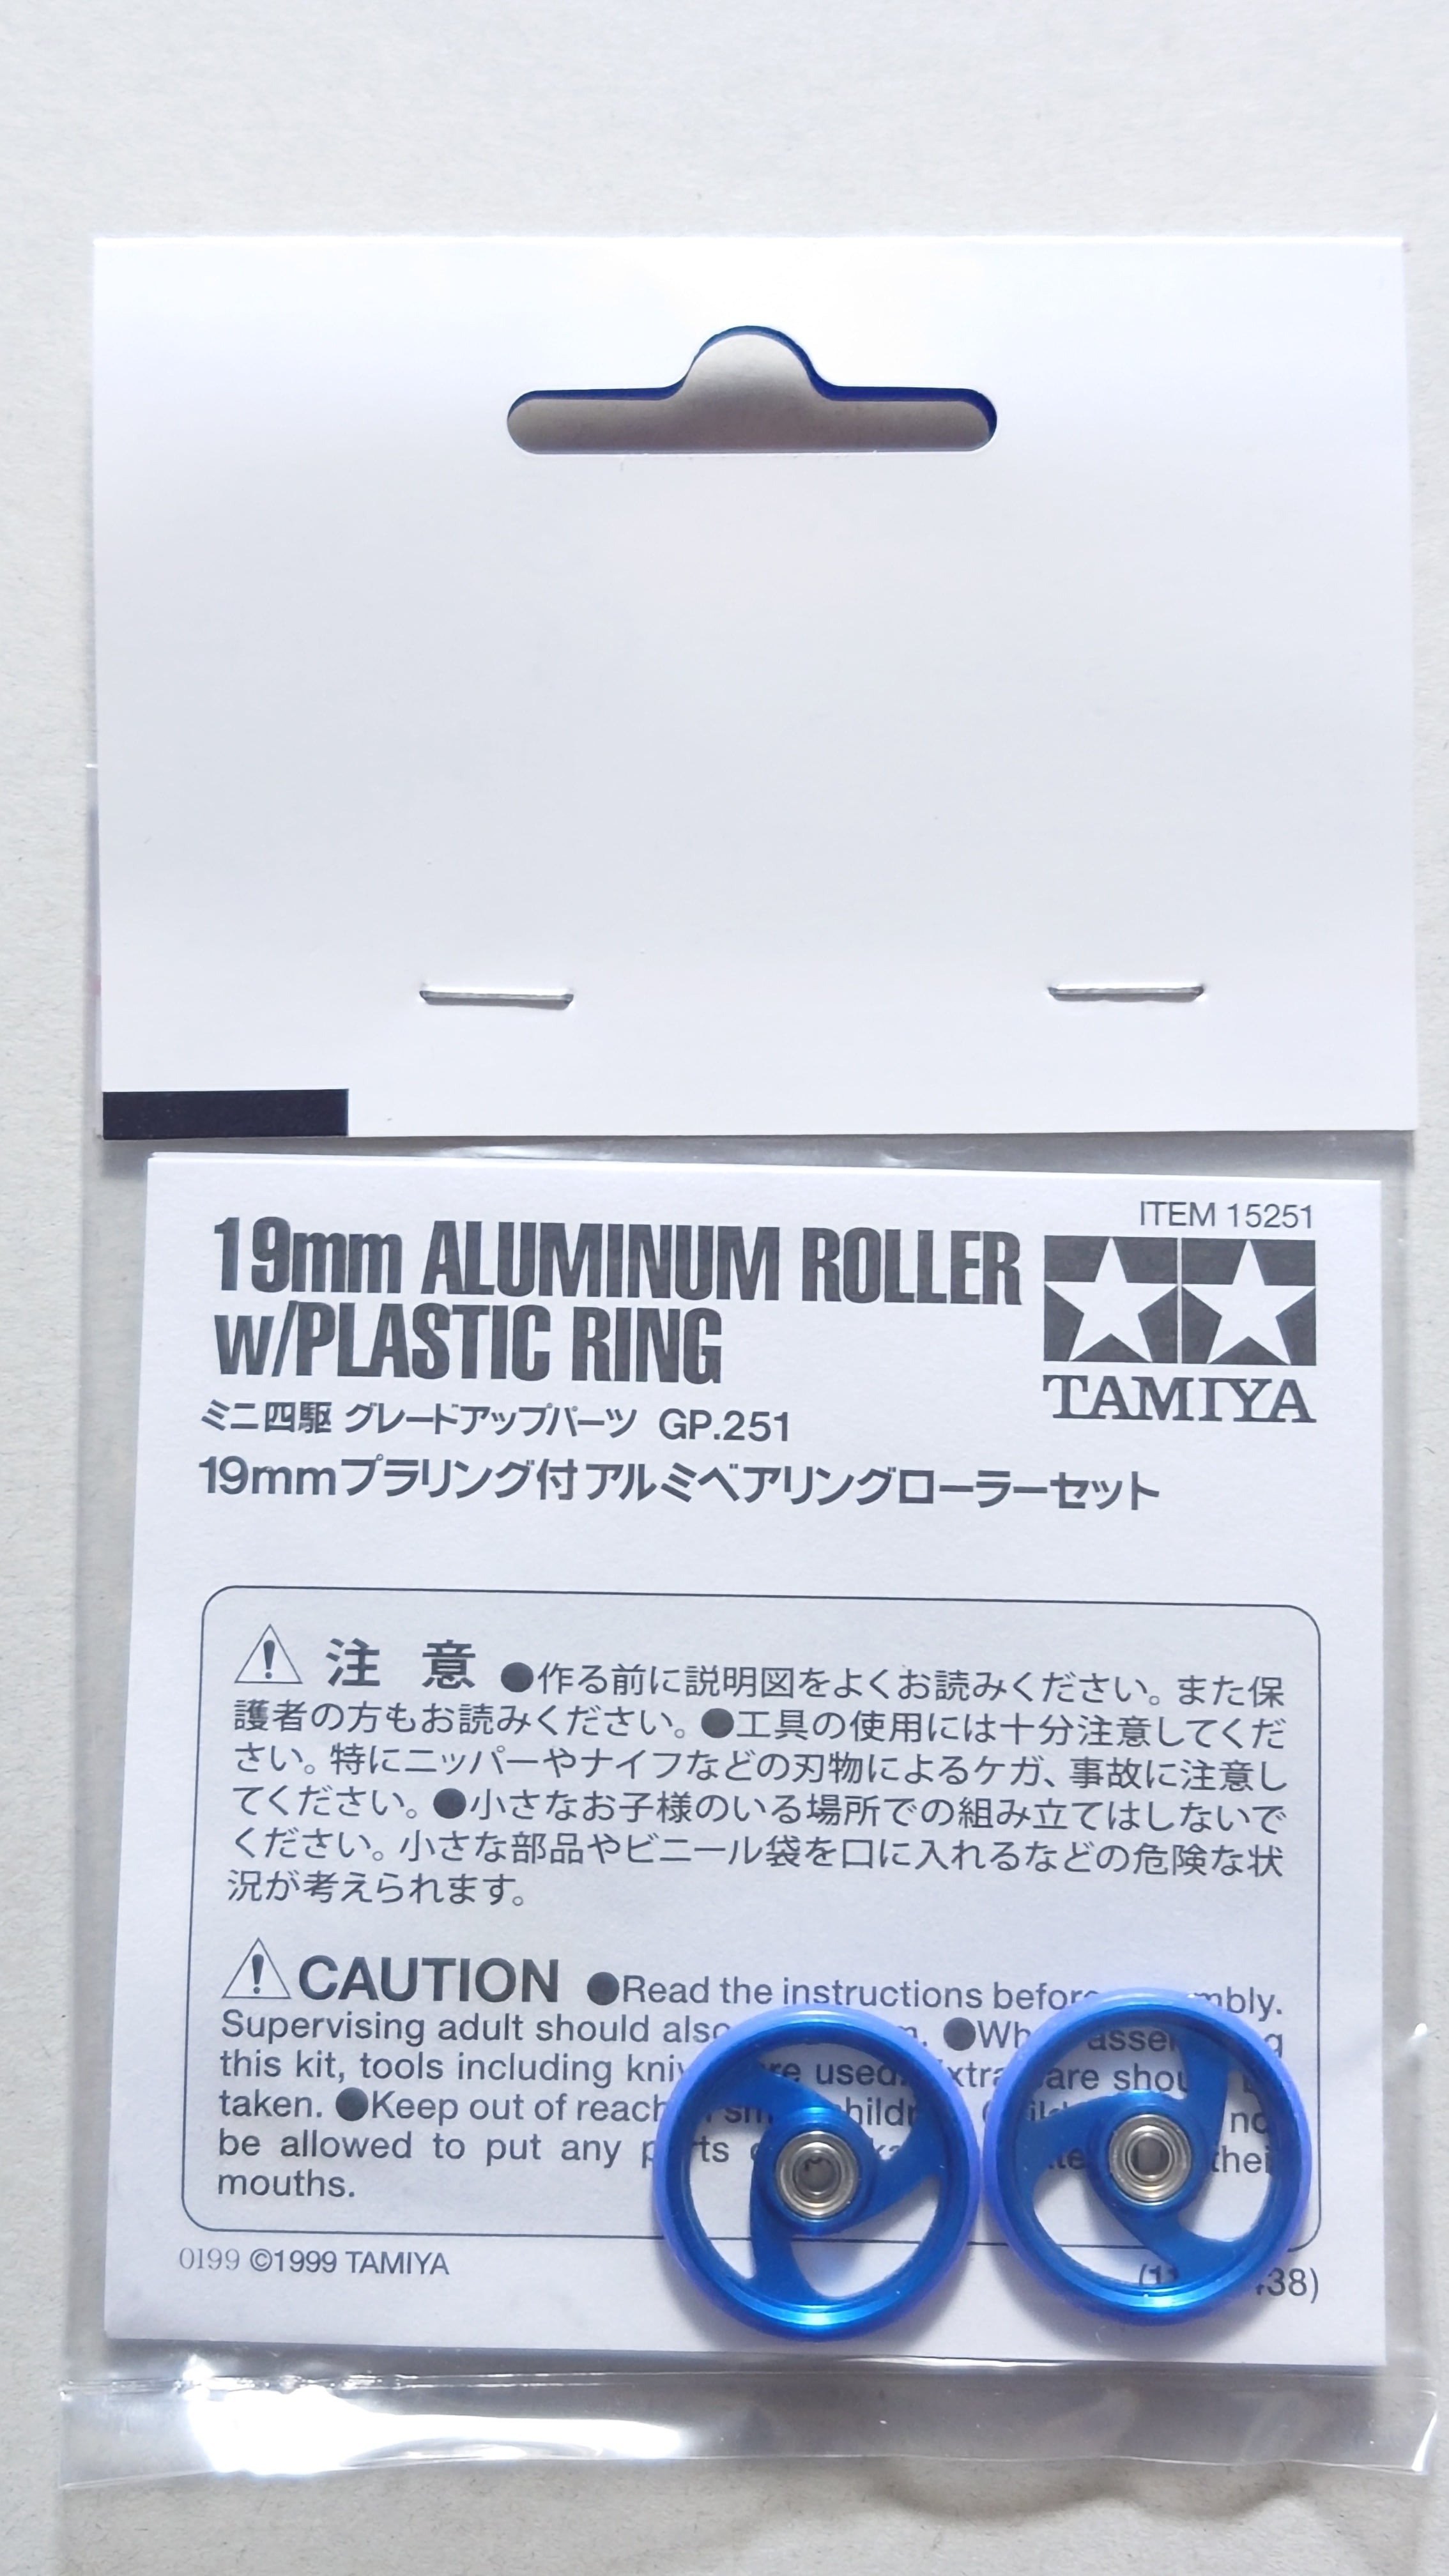 ITEM 15251
19mm ALUMINUM ROLLER
w/PLASTIC RING
TAMIYA
ミニ四駆 グレードアップパーツ GP.251
19mmプラリング付アルミベアリングローラーセット
注 意 ●作る前に説明図をよくお読みください。また保
護者の方もお読みください。●工具の使用には十分注意してくだ
さい。特にニッパーやナイフなどの刃物によるケガ、事故に注意し
てください。●小さなお子様のいる場所での組み立てはしないで
ください。小さな部品やビニール袋を口に入れるなどの危険な状
況が考えられます。
CAUTION ●Read the instructions before
Supervising adult should also ●
this kit, tools including used.
taken. ●Keep out of reach
be allowed to put any
mouths.
0199 ©1999 TAMIYA